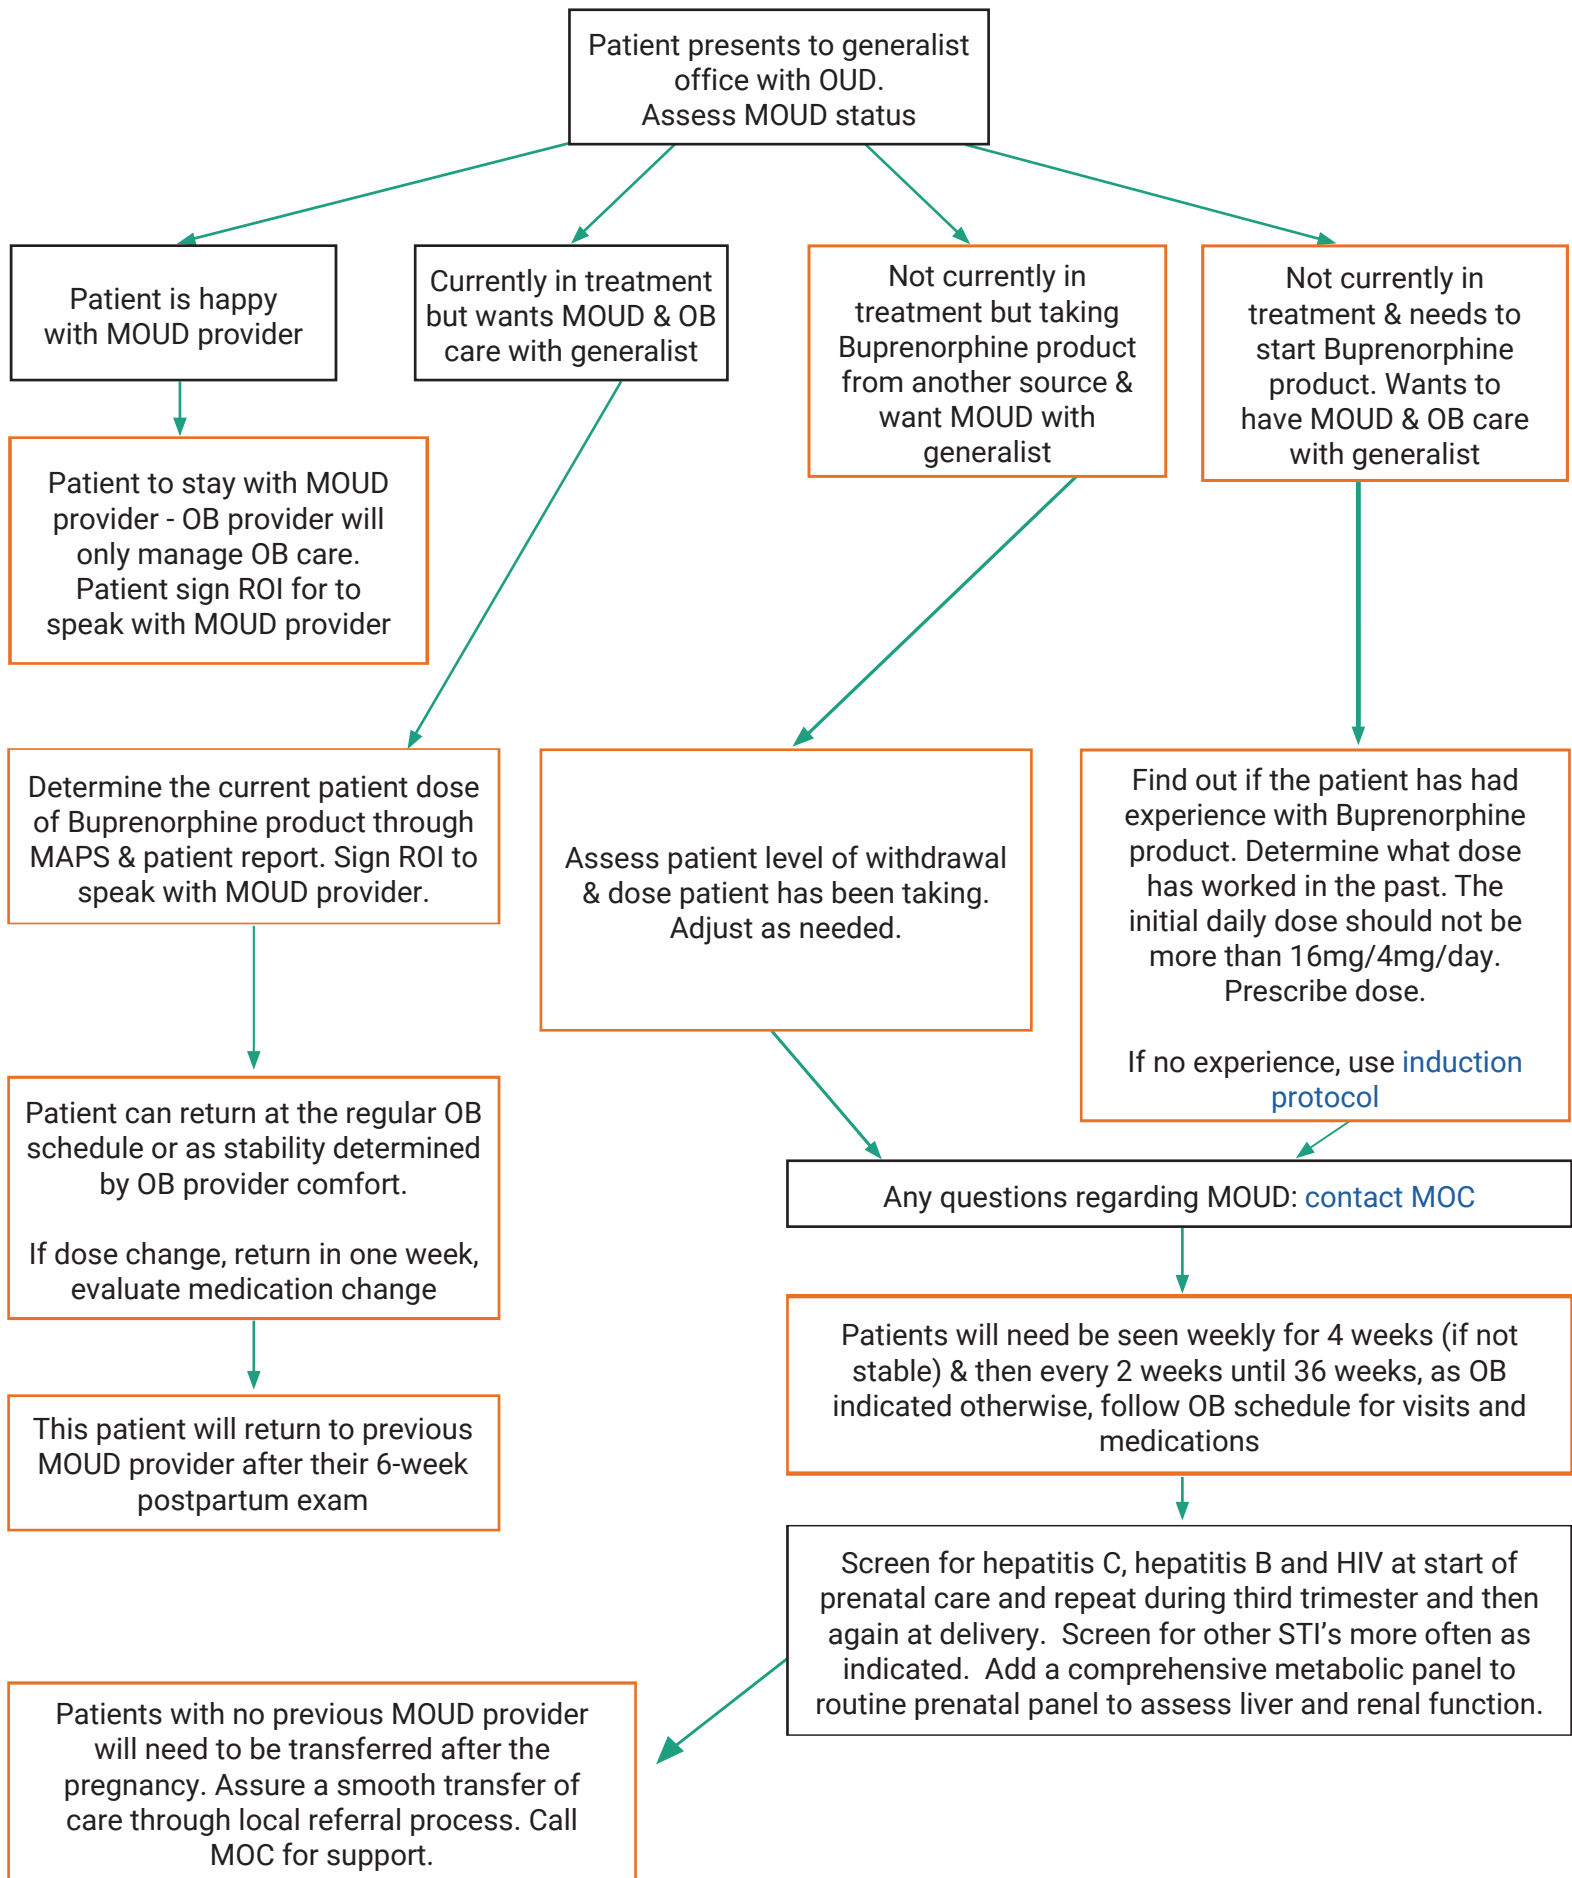 Patient presents to generalist
office with OUD.
Assess MOUD status
Patient is happy
with MOUD provider
Currently in treatment
but wants MOUD & OB
care with generalist
Not currently in
treatment but taking
Buprenorphine product
from another source &
want MOUD with
generalist
Not currently in
treatment & needs to
start Buprenorphine
product. Wants to
have MOUD & OB care
with generalist
Patient to stay with MOUD
provider - OB provider will
only manage OB care.
Patient sign ROI for to
speak with MOUD provider
Determine the current patient dose
of Buprenorphine product through
MAPS & patient report. Sign ROI to
speak with MOUD provider.
Assess patient level of withdrawal
& dose patient has been taking.
Adjust as needed.
Find out if the patient has had
experience with Buprenorphine
product. Determine what dose
has worked in the past. The
initial daily dose should not be
more than 16mg/4mg/day.
Prescribe dose.
If no experience, use induction
protocol
Patient can return at the regular OB
schedule or as stability determined
by OB provider comfort.
If dose change, return in one week,
evaluate medication change
Any questions regarding MOUD: contact MOC
Patients will need be seen weekly for 4 weeks (if not
stable) & then every 2 weeks until 36 weeks, as OB
indicated otherwise, follow OB schedule for visits and
medications
This patient will return to previous
MOUD provider after their 6-week
postpartum exam
Screen for hepatitis C, hepatitis B and HIV at start of
prenatal care and repeat during third trimester and then
again at delivery.  Screen for other STI's more often as
indicated.  Add a comprehensive metabolic panel to
routine prenatal panel to assess liver and renal function.
Patients with no previous MOUD provider
will need to be transferred after the
pregnancy. Assure a smooth transfer of
care through local referral process. Call
MOC for support.